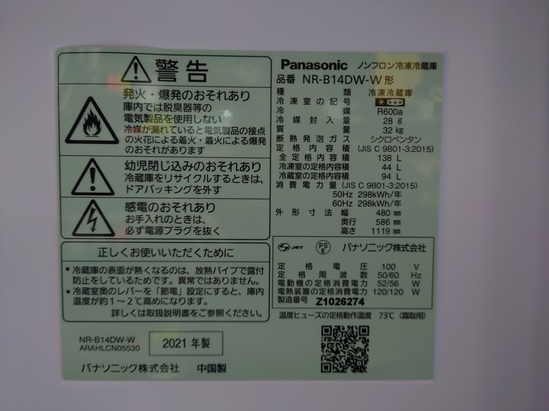 警告
発火・爆発のおそれあり
庫内では脱臭器等の
電気製品を使用しない
冷媒が漏れていると電気製品の接点
の火花による着火・着火・爆発
のおそれあり
幼児閉じ込みのおそれあり
冷蔵庫をリサイクルするときは、
ドアパッキングを外す
感電のおそれあり
お手入れのときは、
必ず電源プラグを抜く
正しくお使いいただくために
●冷蔵庫の表面が熱くなるのは、放熱パイプで露付
防止をしているためです。異常ではありません。
●冷蔵室奥のレバーを「節電」設定にすると、庫内
温度が約1～2℃高めになります。
詳しくは取扱説明書をご覧ください。
NR-B14DW-W
ARAHLCN05530
2021年製
パナソニック株式会社 中国製
Panasonic ノンフロン冷凍冷蔵庫
品番 NR-B14DW-W形
種類 冷凍冷蔵庫
冷凍室の記号
冷媒 R600a
冷媒封入量 28g
質量 32kg
断熱発泡ガス シクロペンタン
定格内容積 (JIS C 9801-3:2015)
全定格内容積 138 L
冷凍室の定格内容積 44 L
冷蔵室の定格内容積 94 L
消費電力量 (JIS C 9801-3:2015)
50Hz 298kWh/年
60Hz 298kWh/年
外形寸法 幅 480 mm
奥行 586 mm
高さ 1119 mm
JET PSE パナソニック株式会社
定格電圧 100 V
定格周波数 50/60 Hz
電動機の定格消費電力 52/56 W
電熱装置の定格消費電力 120/120 W
製造番号 Z1026274
温度ヒューズの定格動作温度 73℃(霜取用)